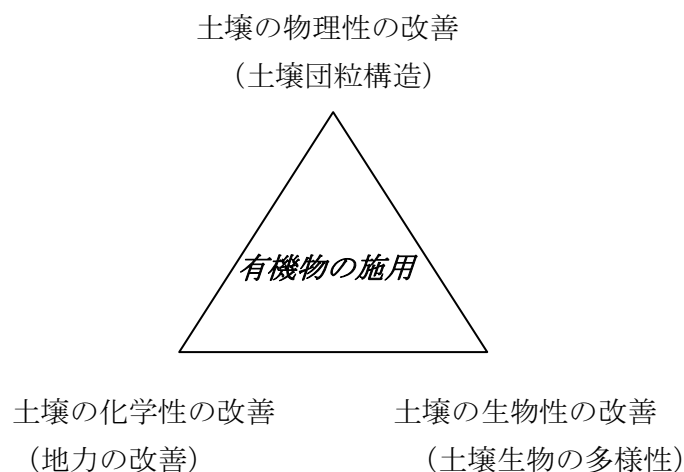 土壌の物理性の改善
（土壌団粒構造）
有機物の施用
土壌の化学性の改善
土壌の生物性の改善
（地力の改善）
（土壌生物の多様性）